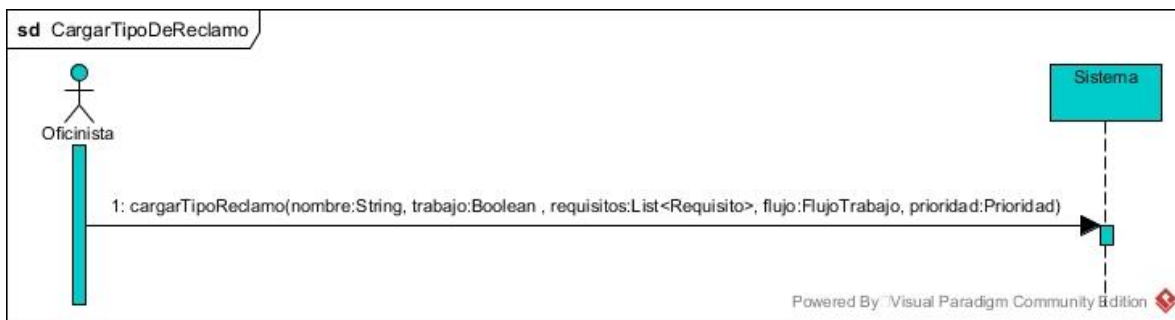 sd CargarTipoDeReclamo
Sistema
Oficinista
1: cargarTipoReclamo(nombre:String, trabajo:Boolean , requisitos:List<Requisito>, flujo:FlujoTrabajo, prioridad:Prioridad)
Powered By Visual Paradigm Community Edition